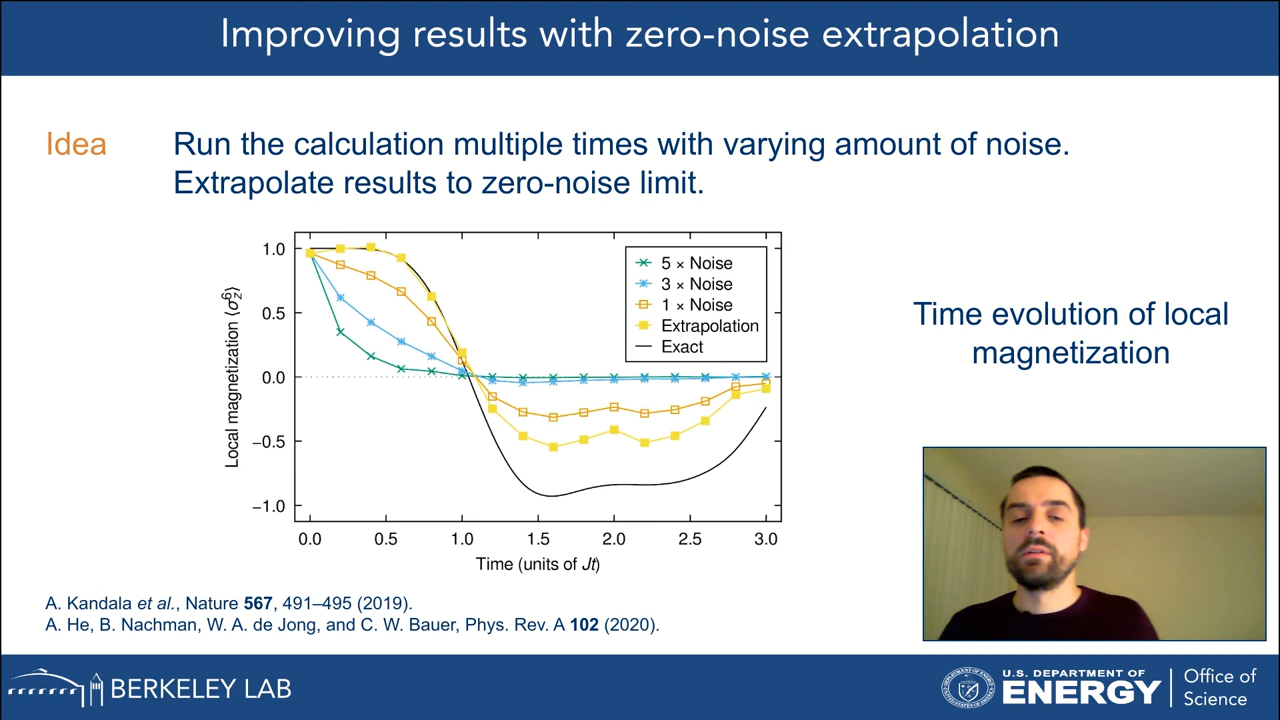 Improving results with zero-noise extrapolation
Idea
Run the calculation multiple times with varying amount of noise.
Extrapolate results to zero-noise limit.
Local magnetization ⟨σ_z^6⟩
1.0
0.5
0.0
−0.5
−1.0
5 × Noise
3 × Noise
1 × Noise
Extrapolation
Exact
0.0 0.5 1.0 1.5 2.0 2.5 3.0
Time (units of Jt)
Time evolution of local
magnetization
A. Kandala et al., Nature 567, 491–495 (2019).
A. He, B. Nachman, W. A. de Jong, and C. W. Bauer, Phys. Rev. A 102 (2020).
BERKELEY LAB
U.S. DEPARTMENT OF
ENERGY
Office of
Science